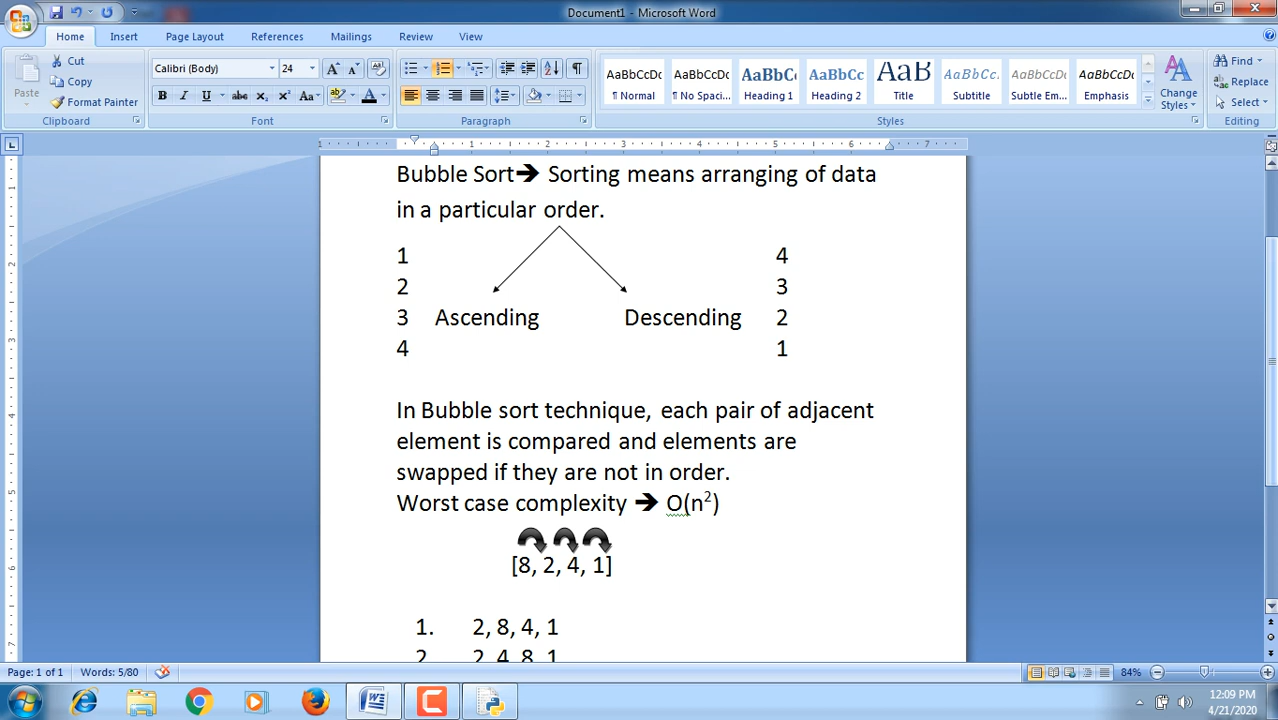 Document1 - Microsoft Word
Home Insert Page Layout References Mailings Review View
Paste
Cut
Copy
Format Painter
Clipboard
Calibri (Body) 24
Font
Paragraph
AaBbCcDc AaBbCcDc AaBbCc AaBbCc AaB AaBbCc. AaBbCcDc AaBbCcDc
¶ Normal ¶ No Spaci... Heading 1 Heading 2 Title Subtitle Subtle Em... Emphasis
Change Styles
Styles
Find
Replace
Select
Editing
Bubble Sort➔ Sorting means arranging of data
in a particular order.
1 4
2 3
3 Ascending Descending 2
4 1
In Bubble sort technique, each pair of adjacent
element is compared and elements are
swapped if they are not in order.
Worst case complexity ➔ O(n²)
[8, 2, 4, 1]
1. 2, 8, 4, 1
2. 2, 4, 8, 1
Page: 1 of 1 Words: 5/80 84%
12:09 PM
4/21/2020